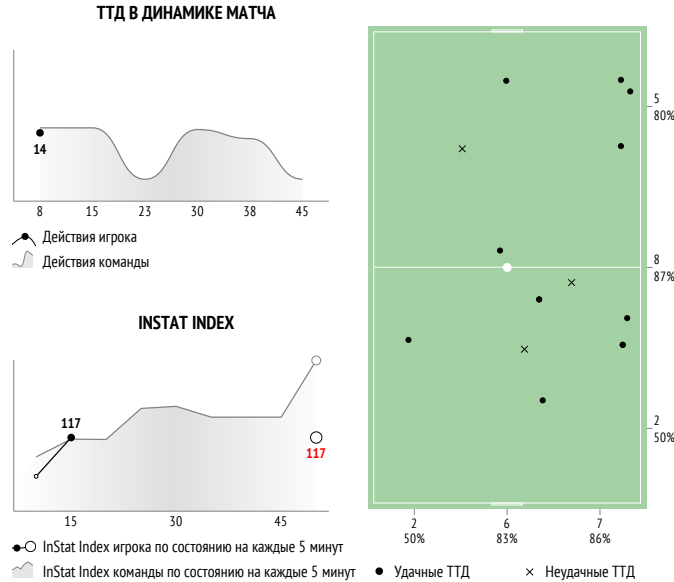 ТТД В ДИНАМИКЕ МАТЧА
14
8 15 23 30 38 45
Действия игрока
Действия команды
INSTAT INDEX
117
117
15 30 45
InStat Index игрока по состоянию на каждые 5 минут
InStat Index команды по состоянию на каждые 5 минут
5
80%
8
87%
2
50%
2 6 7
50% 83% 86%
Удачные ТТД
Неудачные ТТД